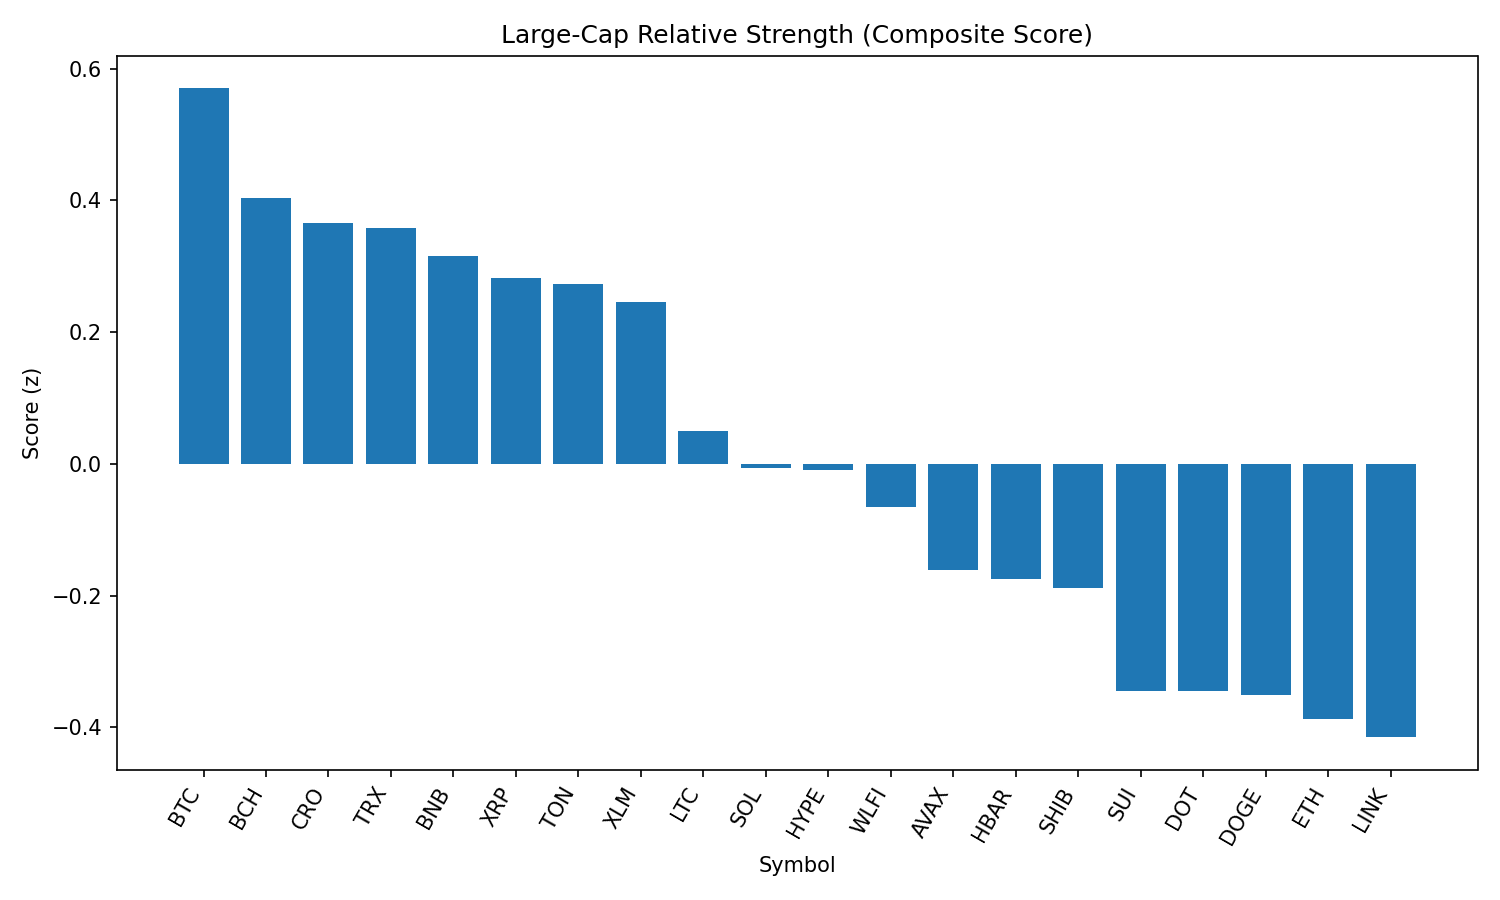 Large-Cap Relative Strength (Composite Score)
0.6
0.4
0.2
0.0
−0.2
−0.4
Score (z)
BTC
BCH
CRO
TRX
BNB
XRP
TON
XLM
LTC
SOL
HYPE
WLFI
AVAX
HBAR
SHIB
SUI
DOT
DOGE
ETH
LINK
Symbol